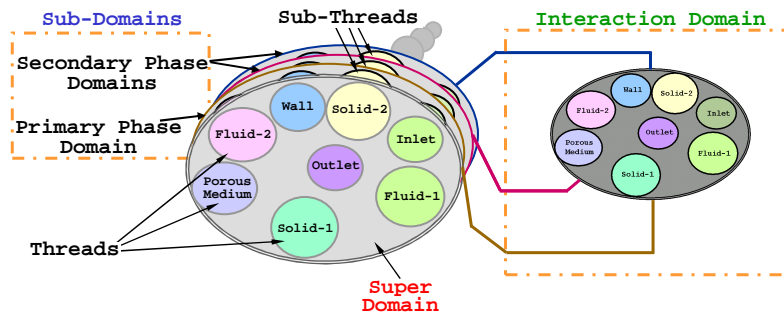 Sub-Domains
Sub-Threads
Interaction Domain
Secondary Phase
Domains
Primary Phase
Domain
Wall
Solid-2
Fluid-2
Inlet
Outlet
Porous
Medium
Fluid-1
Solid-1
Threads
Super
Domain
Wall
Solid-2
Fluid-2
Inlet
Outlet
Porous
Medium
Fluid-1
Solid-1